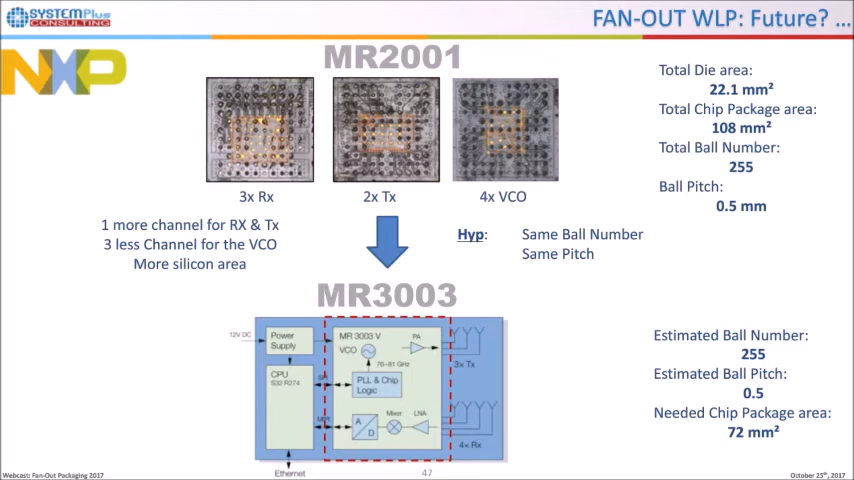 SYSTEMPlus
CONSULTING
FAN-OUT WLP: Future? ...
NXP
MR2001
3x Rx
2x Tx
4x VCO
Total Die area:
22.1 mm²
Total Chip Package area:
108 mm²
Total Ball Number:
255
Ball Pitch:
0.5 mm
1 more channel for RX & Tx
3 less Channel for the VCO
More silicon area
Hyp: Same Ball Number
Same Pitch
MR3003
12V DC
Power
Supply
CPU
S32 R274
SPI
MR 3003 V
VCO
76–81 GHz
PLL & Chip
Logic
PA
3× Tx
A
D
Mixer
LNA
4× Rx
Ethernet
Estimated Ball Number:
255
Estimated Ball Pitch:
0.5
Needed Chip Package area:
72 mm²
Webcast: Fan-Out Packaging 2017
47
October 25th, 2017